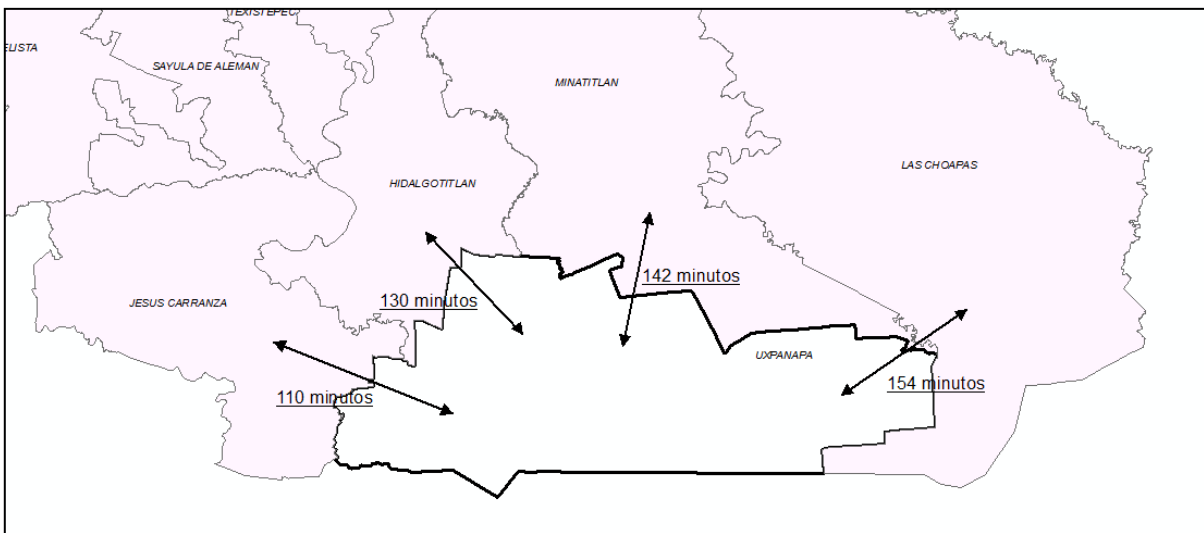 TEXISTEPEC
ELISTA
SAYULA DE ALEMAN
MINATITLAN
LAS CHOAPAS
HIDALGOTITLAN
142 minutos
130 minutos
JESUS CARRANZA
UXPANAPA
154 minutos
110 minutos